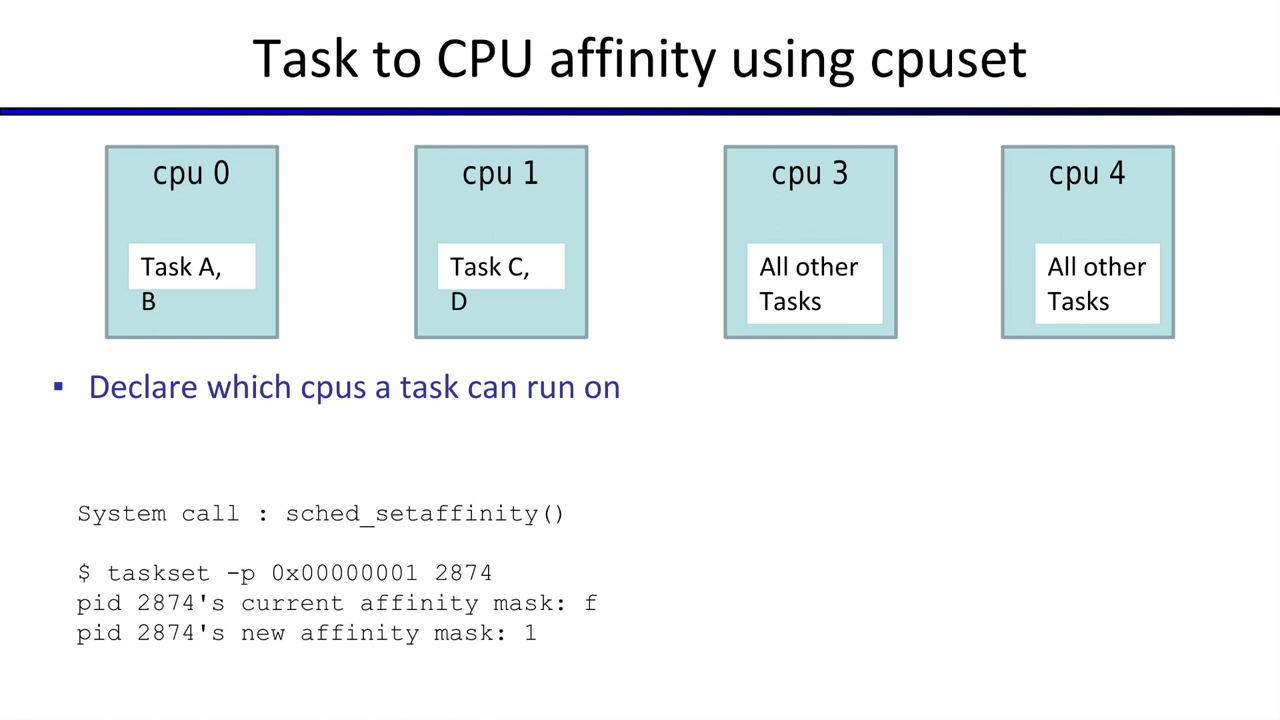 Task to CPU affinity using cpuset
cpu 0
Task A,
B
cpu 1
Task C,
D
cpu 3
All other
Tasks
cpu 4
All other
Tasks
▪ Declare which cpus a task can run on
System call : sched_setaffinity()
$ taskset -p 0x00000001 2874
pid 2874's current affinity mask: f
pid 2874's new affinity mask: 1